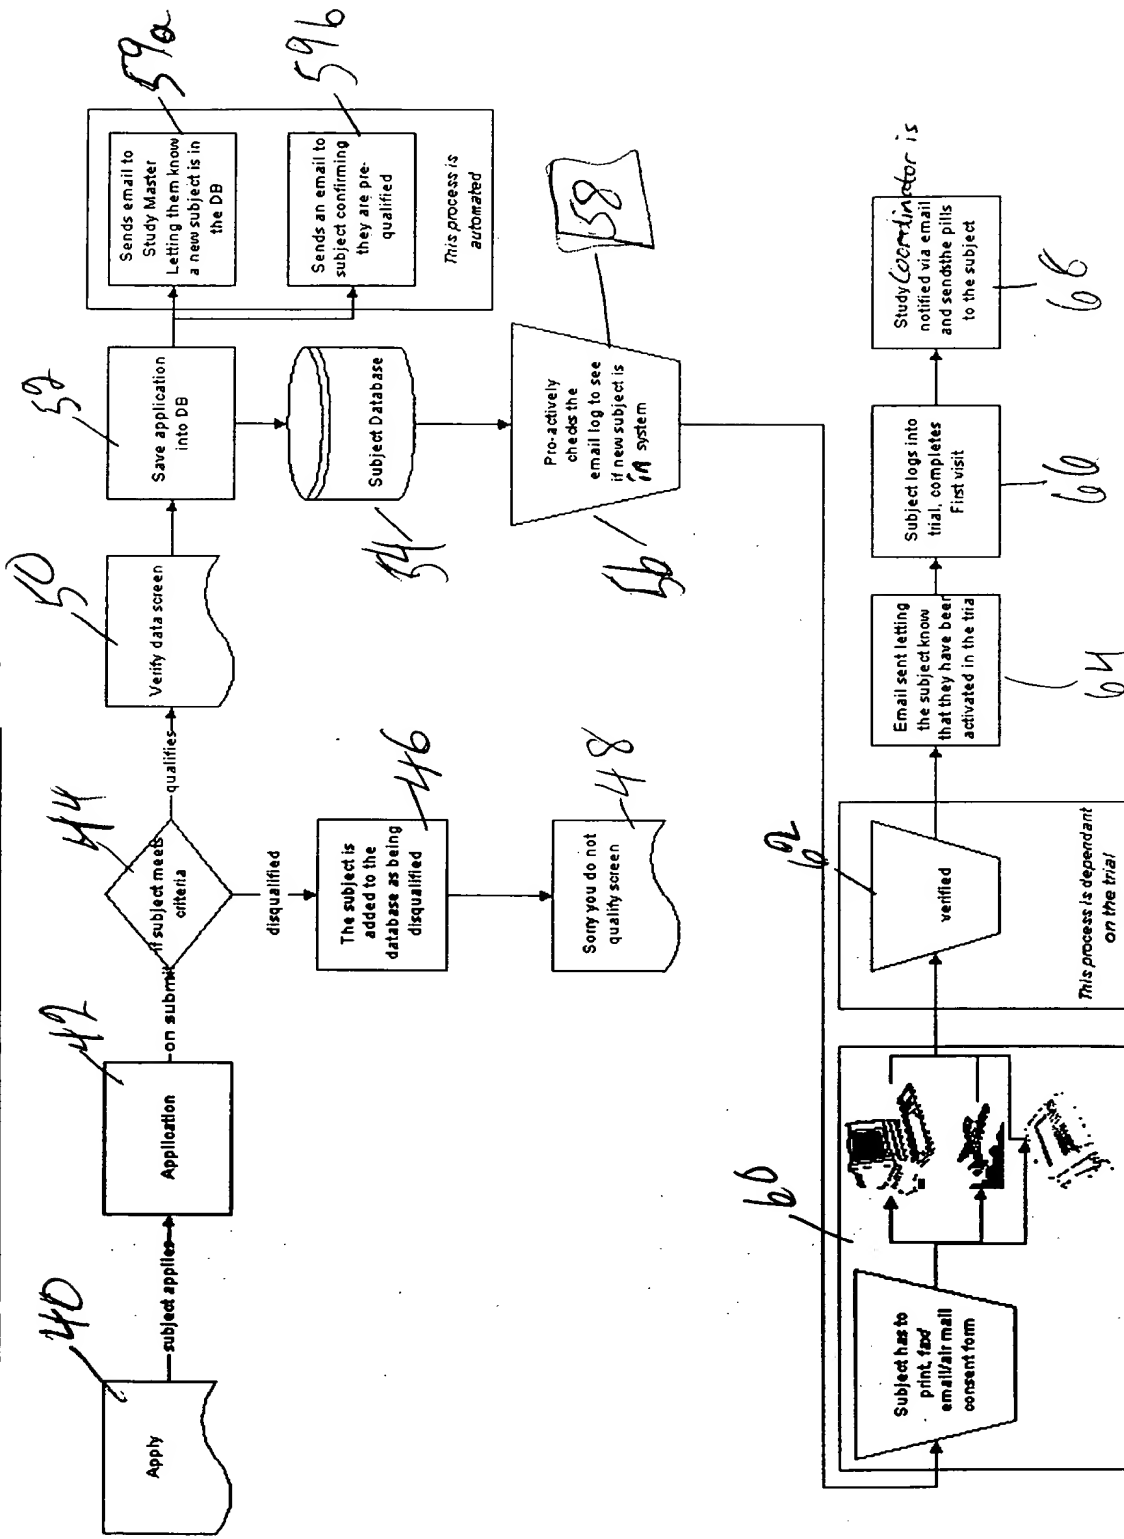 40
Apply
subject applies
42
Application
on submit
44
If subject meets
criteria
qualifies
disqualified
46
The subject is
added to the
database as being
disqualified
48
Sorry you do not
qualify screen
50
Verify data screen
52
Save application
into DB
59a
Sends email to
Study Master
Letting them know
a new subject is in
the DB
59b
Sends an email to
subject confirming
they are pre-
qualified
This process is
automated
54
Subject Database
56
Pro-actively
checks the
email log to see
if new subject is
in system
58
60
Subject has to
print, fax/
email/air mail
consent form
62
verified
This process is dependant
on the trial
64
Email sent letting
the subject know
that they have been
activated in the tria
66
Subject logs into
trial, completes
First visit
68
Study Coordinator is
notified via email
and sendsthe pills
to the subject